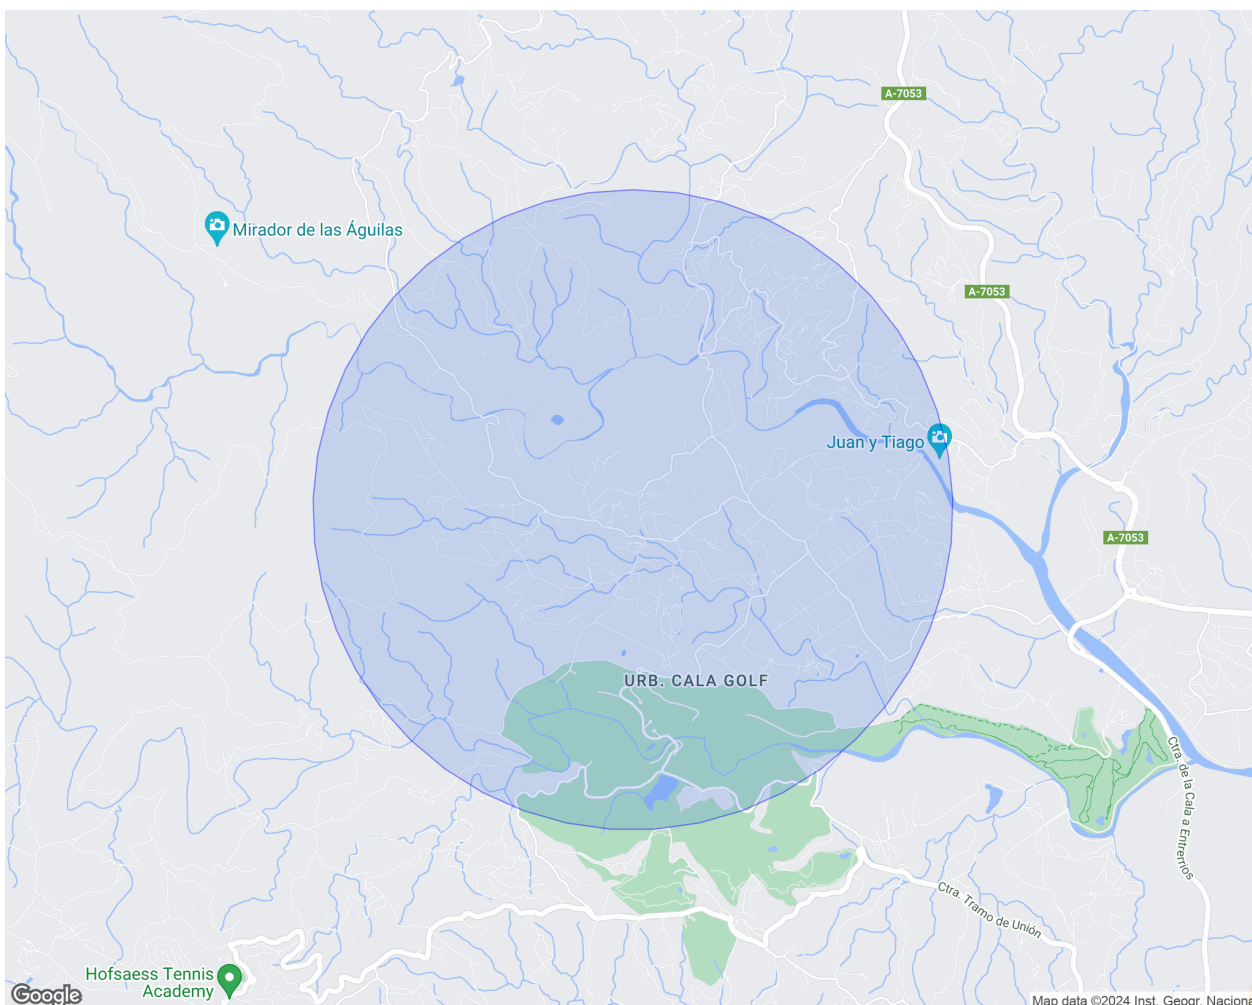 A-7053
Mirador de las Águilas
A-7053
Juan y Tiago
A-7053
URB. CALA GOLF
Ctra. de la Cala a Entrerríos
Ctra. Tramo de Unión
Hofsaess Tennis
Academy
Google
Map data ©2024 Inst. Geogr. Nacional